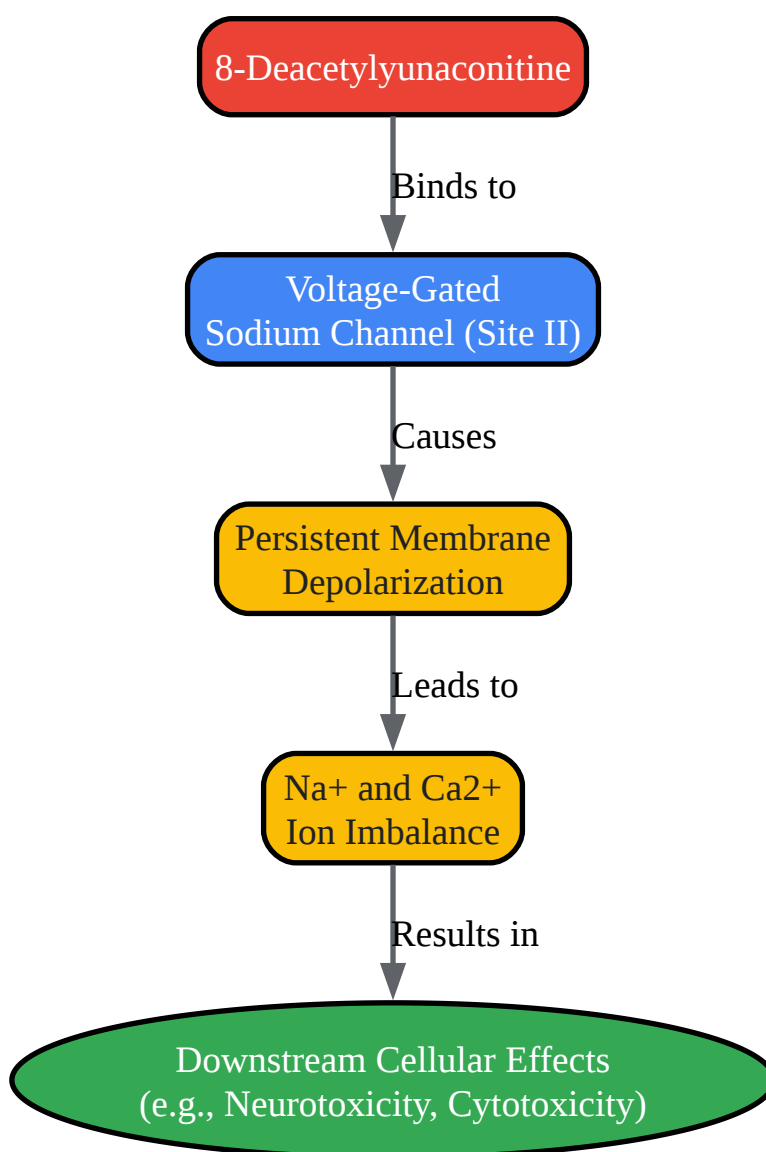 8-Deacetylyunaconitine
Binds to
Voltage-Gated
Sodium Channel (Site II)
Causes
Persistent Membrane
Depolarization
Leads to
Na+ and Ca2+
Ion Imbalance
Results in
Downstream Cellular Effects
(e.g., Neurotoxicity, Cytotoxicity)